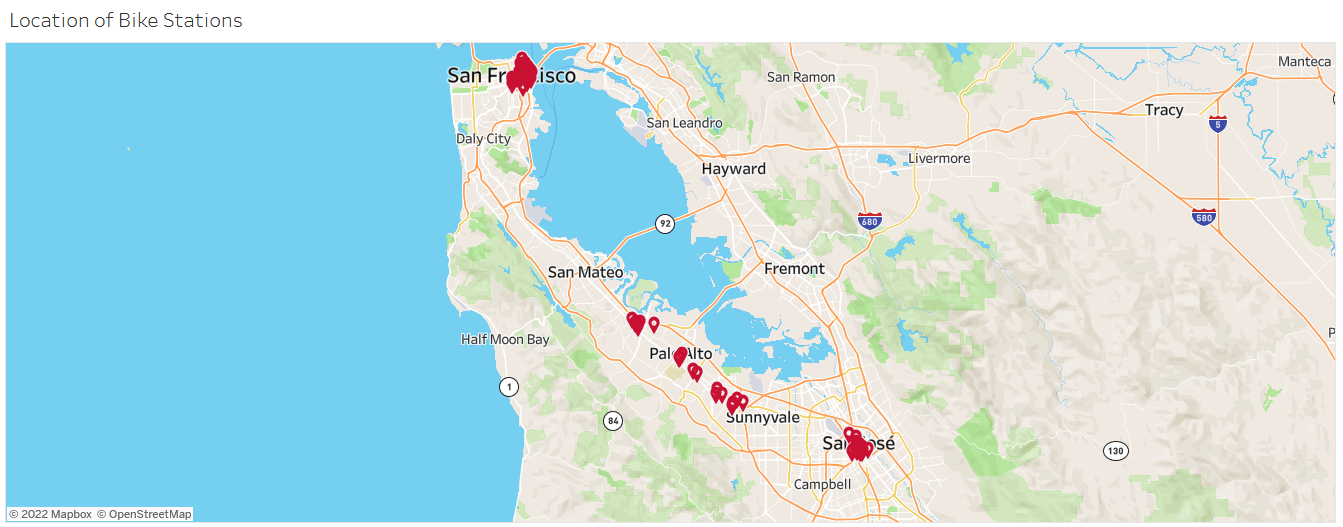 Location of Bike Stations
San Francisco
San Ramon
Manteca
Tracy
5
San Leandro
Daly City
Livermore
Hayward
92
680
580
San Mateo
Fremont
Half Moon Bay
Palo Alto
1
84
Sunnyvale
San José
130
Campbell
© 2022 Mapbox © OpenStreetMap